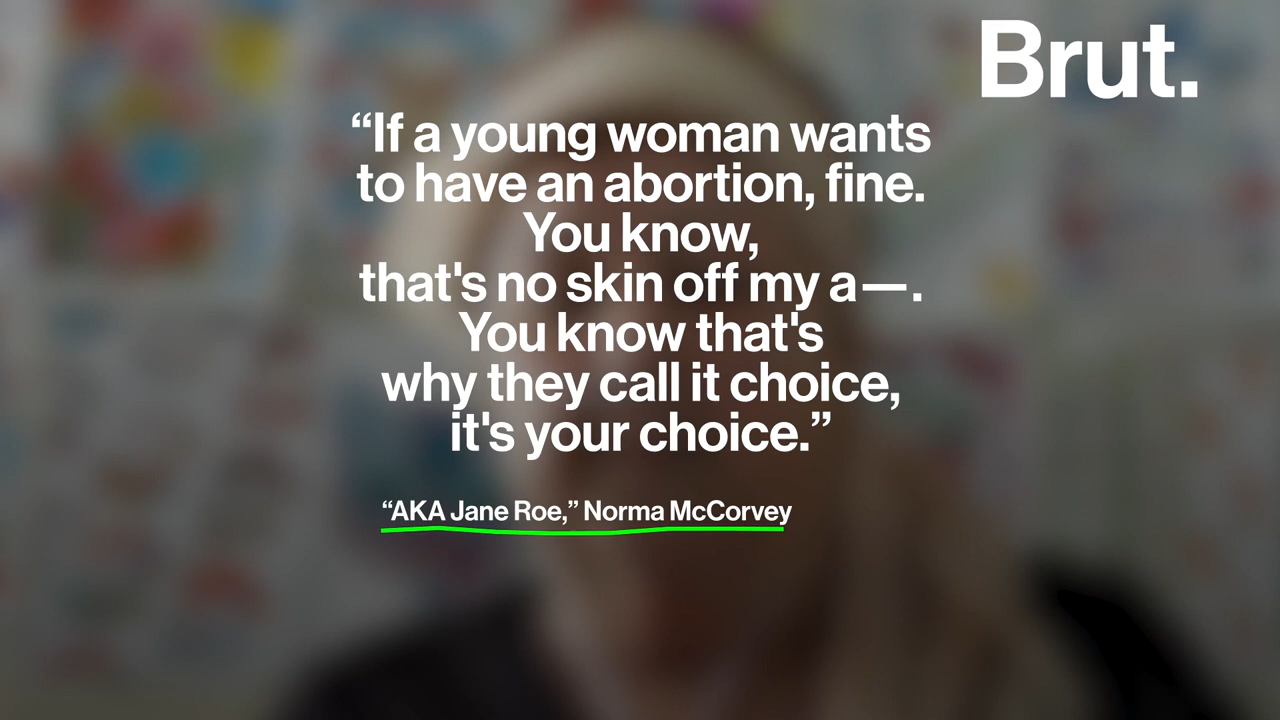 Brut.
“If a young woman wants
to have an abortion, fine.
You know,
that's no skin off my a—.
You know that's
why they call it choice,
it's your choice.”
“AKA Jane Roe,” Norma McCorvey